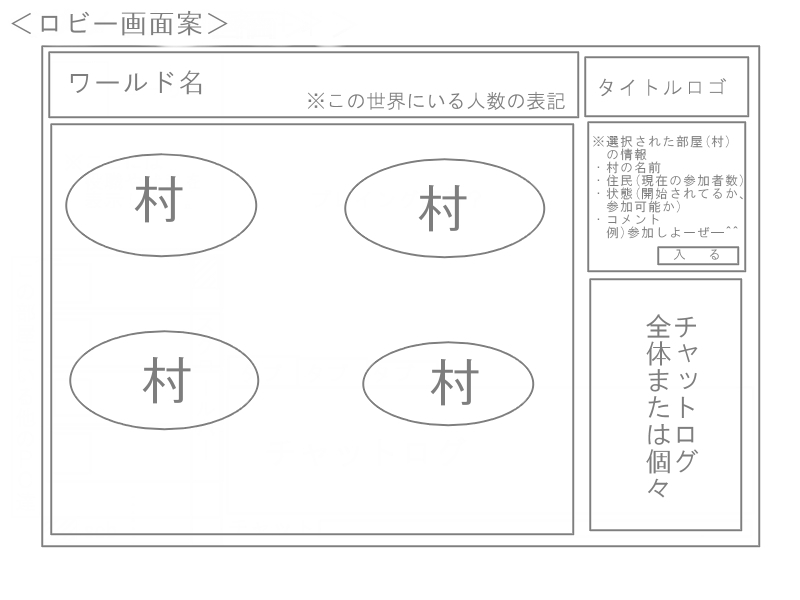 ＜ロビー画面案＞
ワールド名
※この世界にいる人数の表記
タイトルロゴ
村
村
村
村
※選択された部屋(村)
の情報
・村の名前
・住民(現在の参加者数)
・状態(開始されてるか、
参加可能か)
・コメント
例)参加しよーぜ―^^
入　る
チャットログ
全体または個々